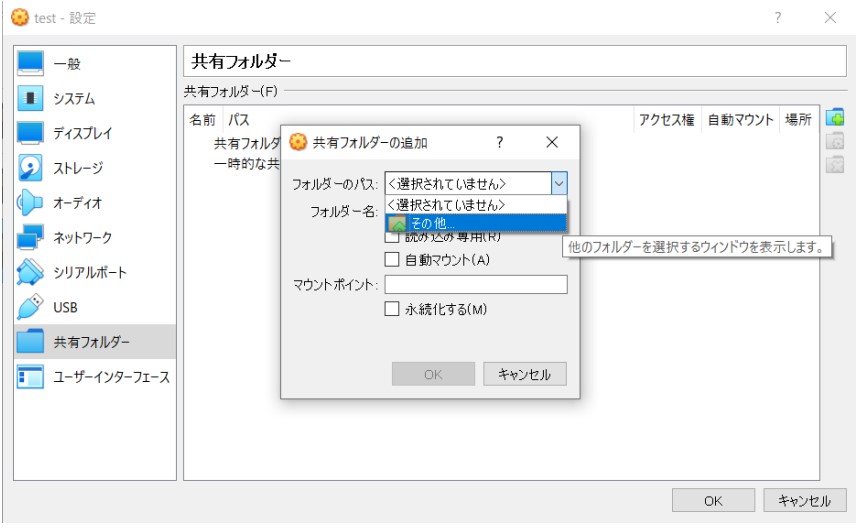 test - 設定
一般
システム
ディスプレイ
ストレージ
オーディオ
ネットワーク
シリアルポート
USB
共有フォルダー
ユーザーインターフェース
共有フォルダー
共有フォルダー(F)
名前 パス アクセス権 自動マウント 場所
共有フォルダ
一時的な共
共有フォルダーの追加
フォルダーのパス: <選択されていません>
<選択されていません>
その他...
フォルダー名:
読み込み専用(R)
他のフォルダーを選択するウィンドウを表示します。
自動マウント(A)
マウントポイント:
永続化する(M)
OK キャンセル
OK キャンセル